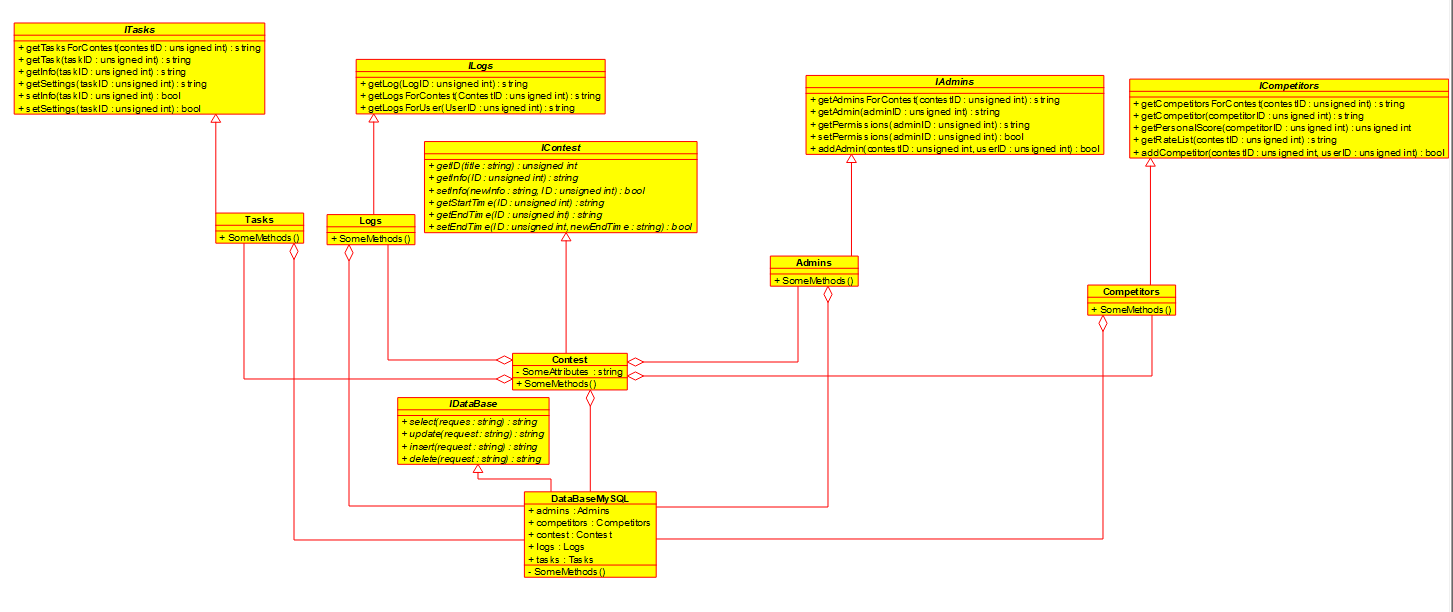 ITasks
+ getTasksForContest(contestID : unsigned int) : string
+ getTask(taskID : unsigned int) : string
+ getInfo(taskID : unsigned int) : string
+ getSettings(taskID : unsigned int) : string
+ setInfo(taskID : unsigned int) : bool
+ setSettings(taskID : unsigned int) : bool
ILogs
+ getLog(LogID : unsigned int) : string
+ getLogsForContest(ContestID : unsigned int) : string
+ getLogsForUser(UserID : unsigned int) : string
IAdmins
+ getAdminsForContest(contestID : unsigned int) : string
+ getAdmin(adminID : unsigned int) : string
+ getPermissions(adminID : unsigned int) : string
+ setPermissions(adminID : unsigned int) : bool
+ addAdmin(contestID : unsigned int, userID : unsigned int) : bool
ICompetitors
+ getCompetitorsForContest(contestID : unsigned int) : string
+ getCompetitor(competitorID : unsigned int) : string
+ getPersonalScore(competitorID : unsigned int) : unsigned int
+ getRateList(contestID : unsigned int) : string
+ addCompetitor(contestID : unsigned int, userID : unsigned int) : bool
IContest
+ getID(title : string) : unsigned int
+ getInfo(ID : unsigned int) : string
+ setInfo(newInfo : string, ID : unsigned int) : bool
+ getStartTime(ID : unsigned int) : string
+ getEndTime(ID : unsigned int) : string
+ setEndTime(ID : unsigned int, newEndTime : string) : bool
Tasks
+ SomeMethods()
Logs
+ SomeMethods()
Admins
+ SomeMethods()
Competitors
+ SomeMethods()
Contest
- SomeAttributes : string
+ SomeMethods()
IDataBase
+ select(reques : string) : string
+ update(request : string) : string
+ insert(request : string) : string
+ delete(request : string) : string
DataBaseMySQL
+ admins : Admins
+ competitors : Competitors
+ contest : Contest
+ logs : Logs
+ tasks : Tasks
- SomeMethods()